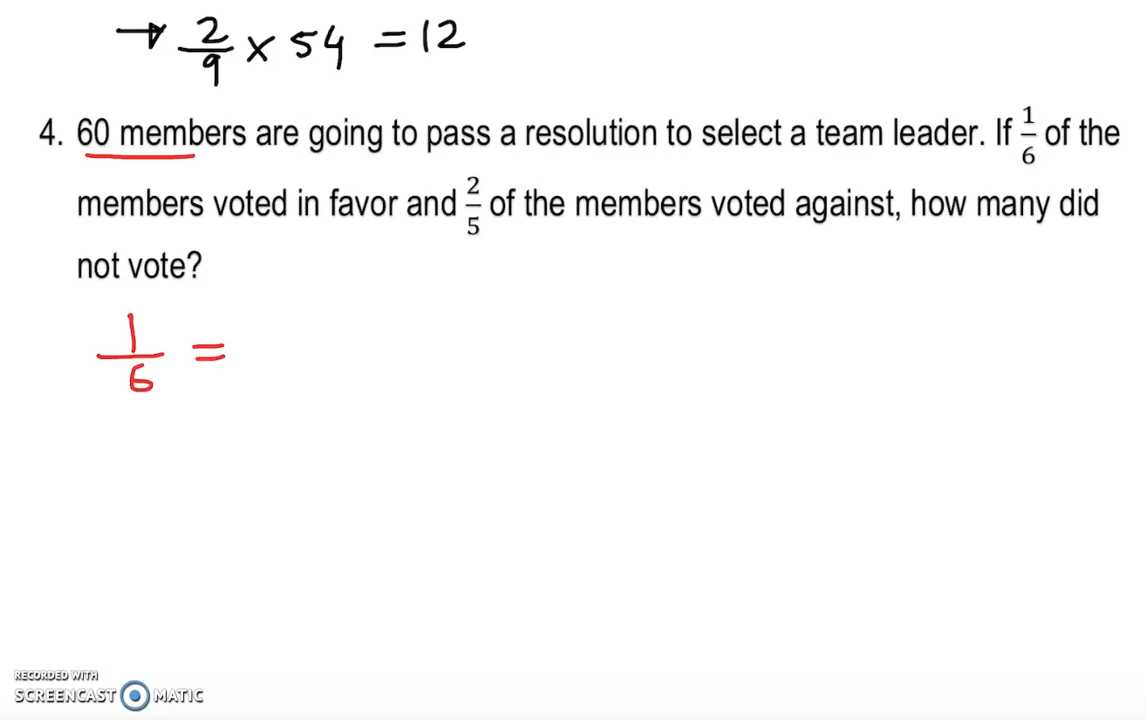 → 2/9 × 54 = 12
4. 60 members are going to pass a resolution to select a team leader. If 1/6 of the
members voted in favor and 2/5 of the members voted against, how many did
not vote?
1/6 =
RECORDED WITH
SCREENCAST MATIC